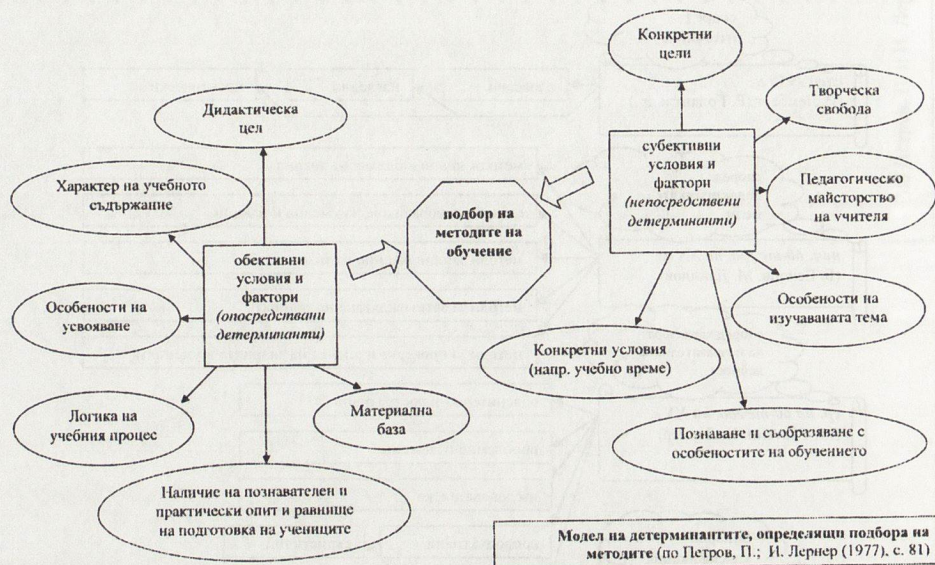 Конкретни
цели
Дидактическа
цел
Творческа
свобода
Характер на учебното
съдържание
субективни
условия и
фактори
(непосредствени
детерминанти)
Педагогическо
майсторство
на учителя
подбор на
методите на
обучение
обективни
условия и
фактори
(опосредствани
детерминанти)
Особености на
усвояване
Особености на
изучаваната тема
Конкретни условия
(напр. учебно време)
Логика на
учебния процес
Материална
база
Познаване и съобразяване с
особеностите на обучението
Наличие на познавателен и
практически опит и равнище
на подготовка на учениците
Модел на детерминантите, определящи подбора на
методите (по Петров, П.; И. Лернер (1977). с. 81)